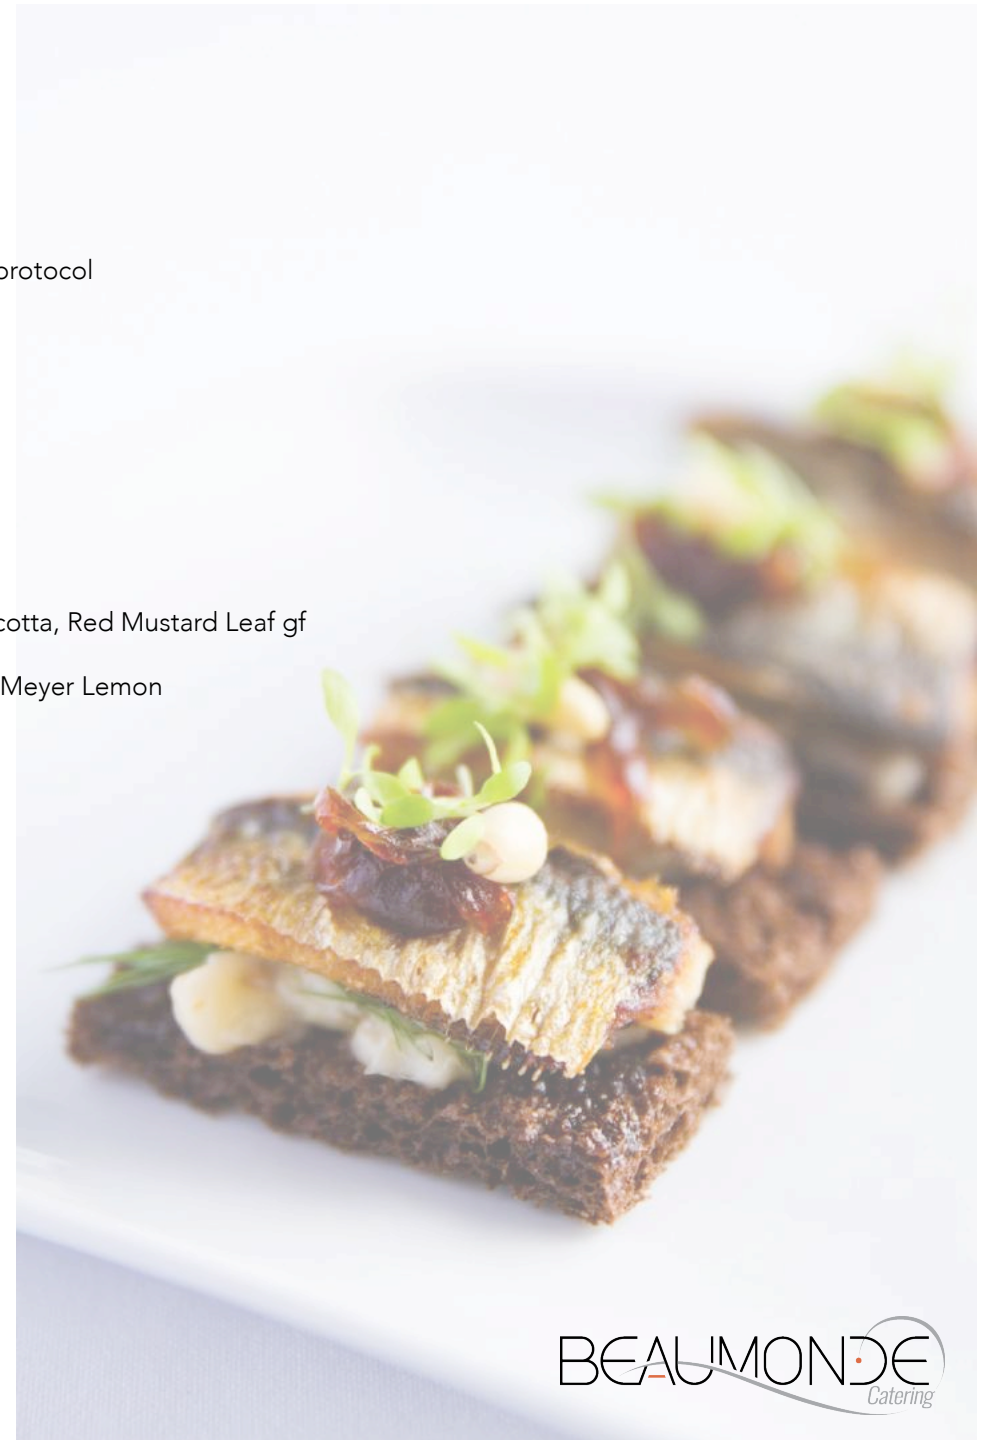 protocol
cotta, Red Mustard Leaf gf
Meyer Lemon
BEAUMONDE
Catering